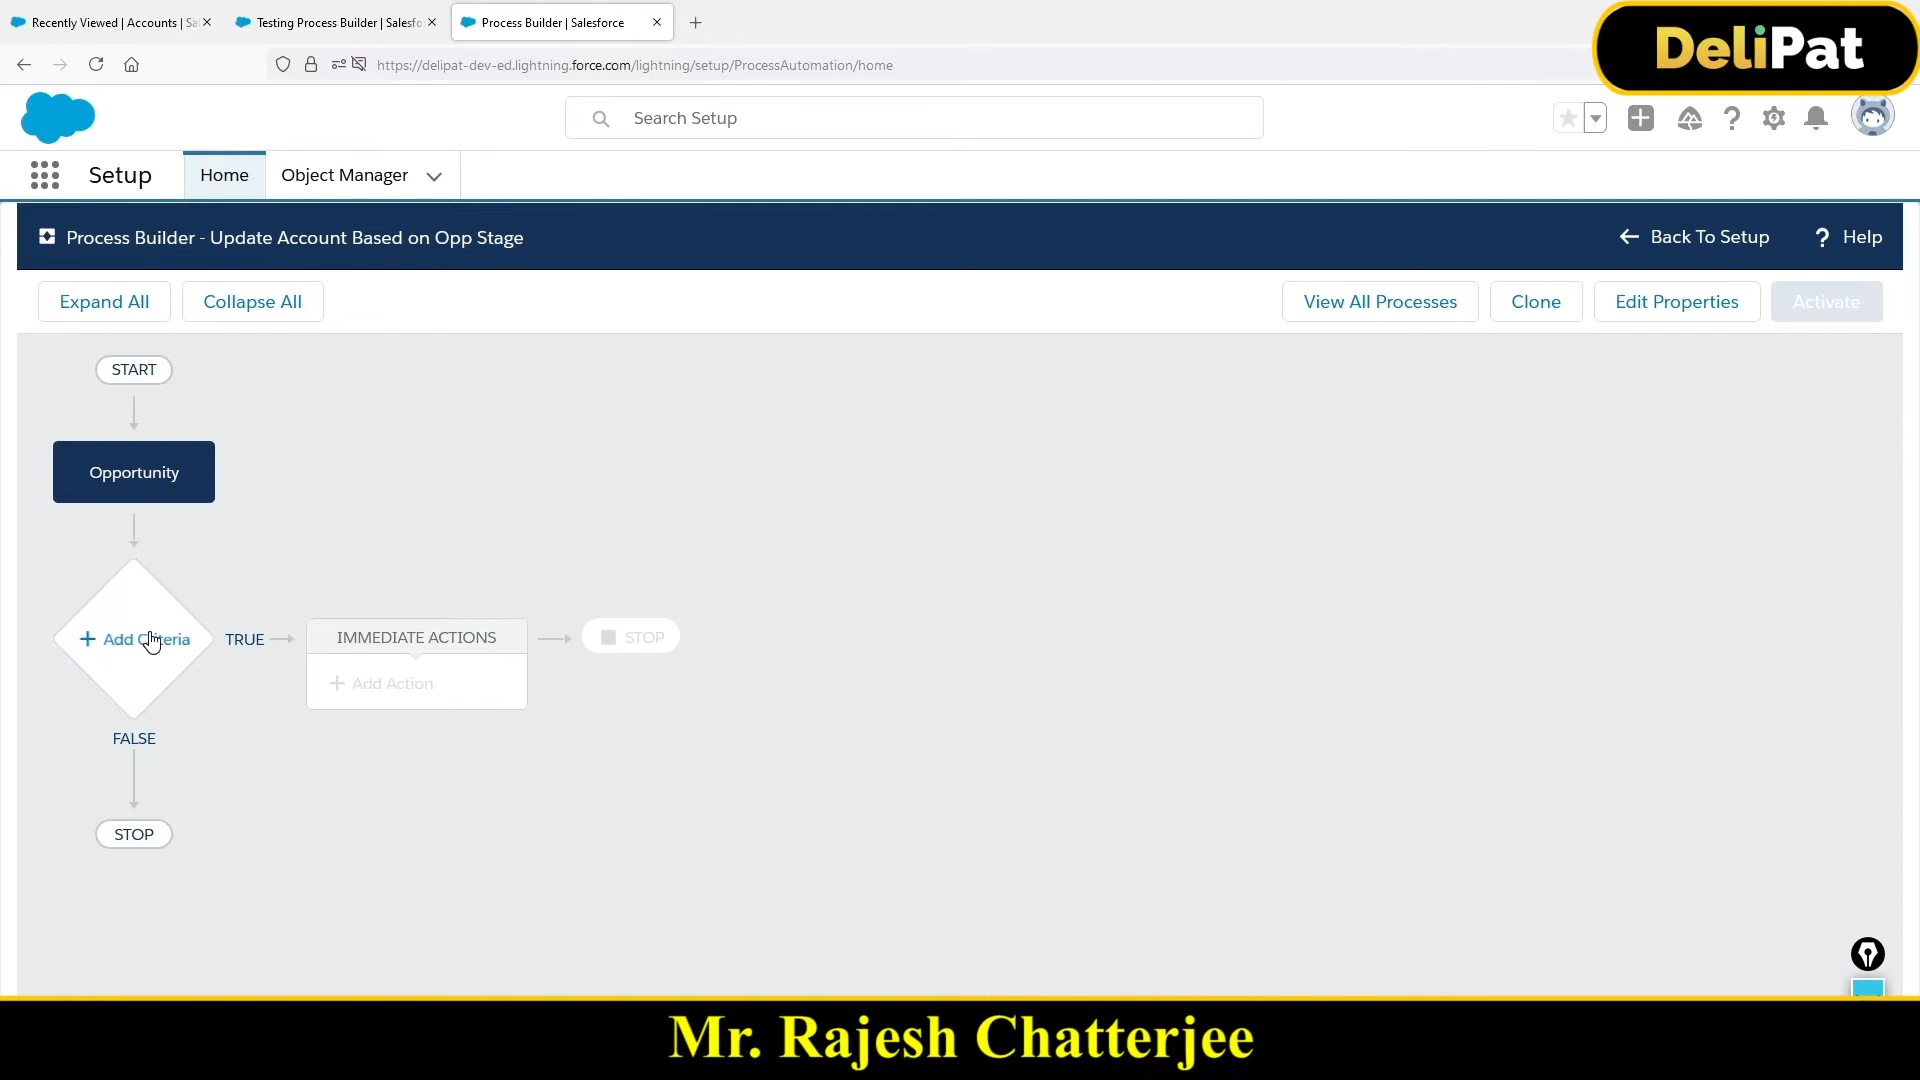 Recently Viewed | Accounts | Sa
Testing Process Builder | Salesfo
Process Builder | Salesforce
https://delipat-dev-ed.lightning.force.com/lightning/setup/ProcessAutomation/home
DeliPat
Search Setup
Setup
Home
Object Manager
Process Builder - Update Account Based on Opp Stage
Back To Setup
? Help
Expand All
Collapse All
View All Processes
Clone
Edit Properties
Activate
START
Opportunity
+ Add Criteria
TRUE
IMMEDIATE ACTIONS
STOP
+ Add Action
FALSE
STOP
Mr. Rajesh Chatterjee